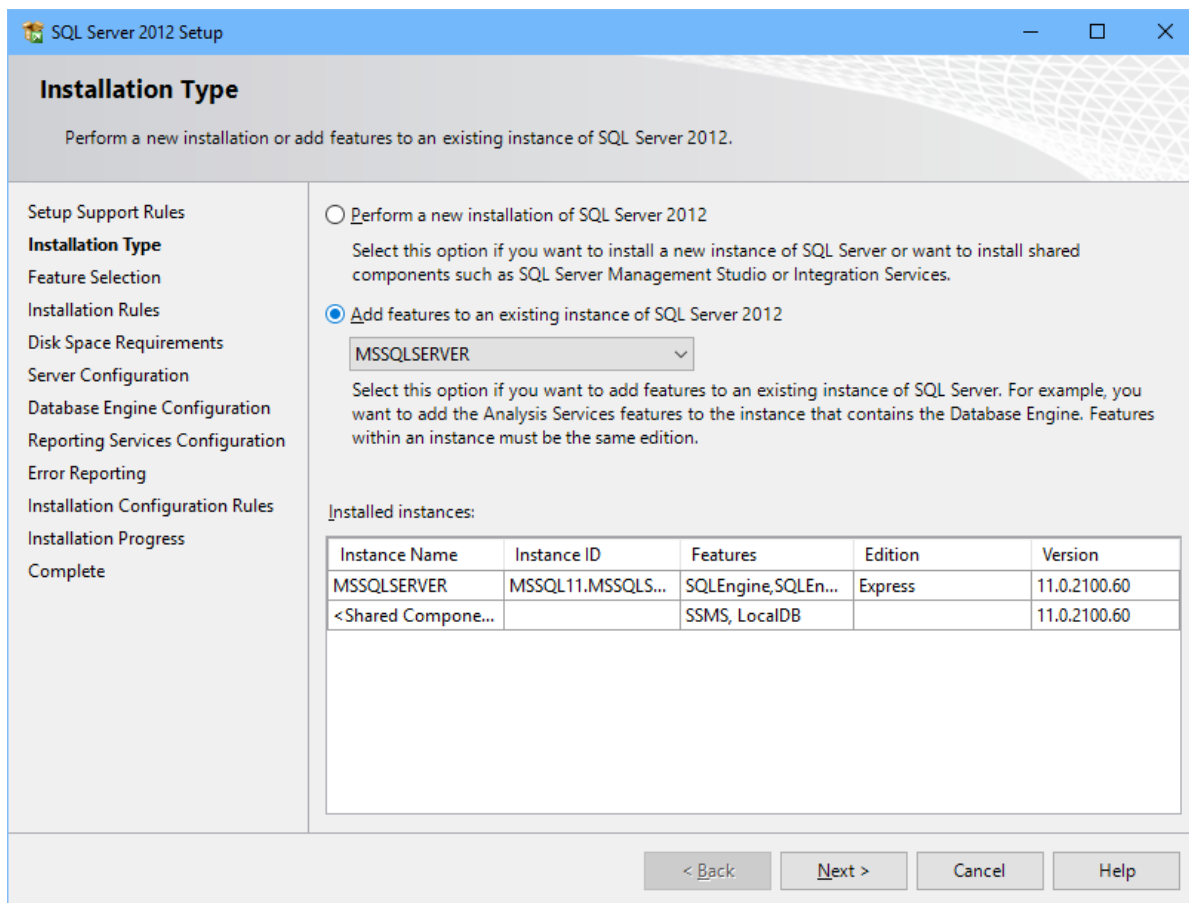 SQL Server 2012 Setup
Installation Type
Perform a new installation or add features to an existing instance of SQL Server 2012.
Setup Support Rules
Installation Type
Feature Selection
Installation Rules
Disk Space Requirements
Server Configuration
Database Engine Configuration
Reporting Services Configuration
Error Reporting
Installation Configuration Rules
Installation Progress
Complete
Perform a new installation of SQL Server 2012
Select this option if you want to install a new instance of SQL Server or want to install shared
components such as SQL Server Management Studio or Integration Services.
Add features to an existing instance of SQL Server 2012
MSSQLSERVER
Select this option if you want to add features to an existing instance of SQL Server. For example, you
want to add the Analysis Services features to the instance that contains the Database Engine. Features
within an instance must be the same edition.
Installed instances:
Instance Name Instance ID Features Edition Version
MSSQLSERVER MSSQL11.MSSQLS... SQLEngine,SQLEn... Express 11.0.2100.60
<Shared Compone... SSMS, LocalDB 11.0.2100.60
< Back Next > Cancel Help